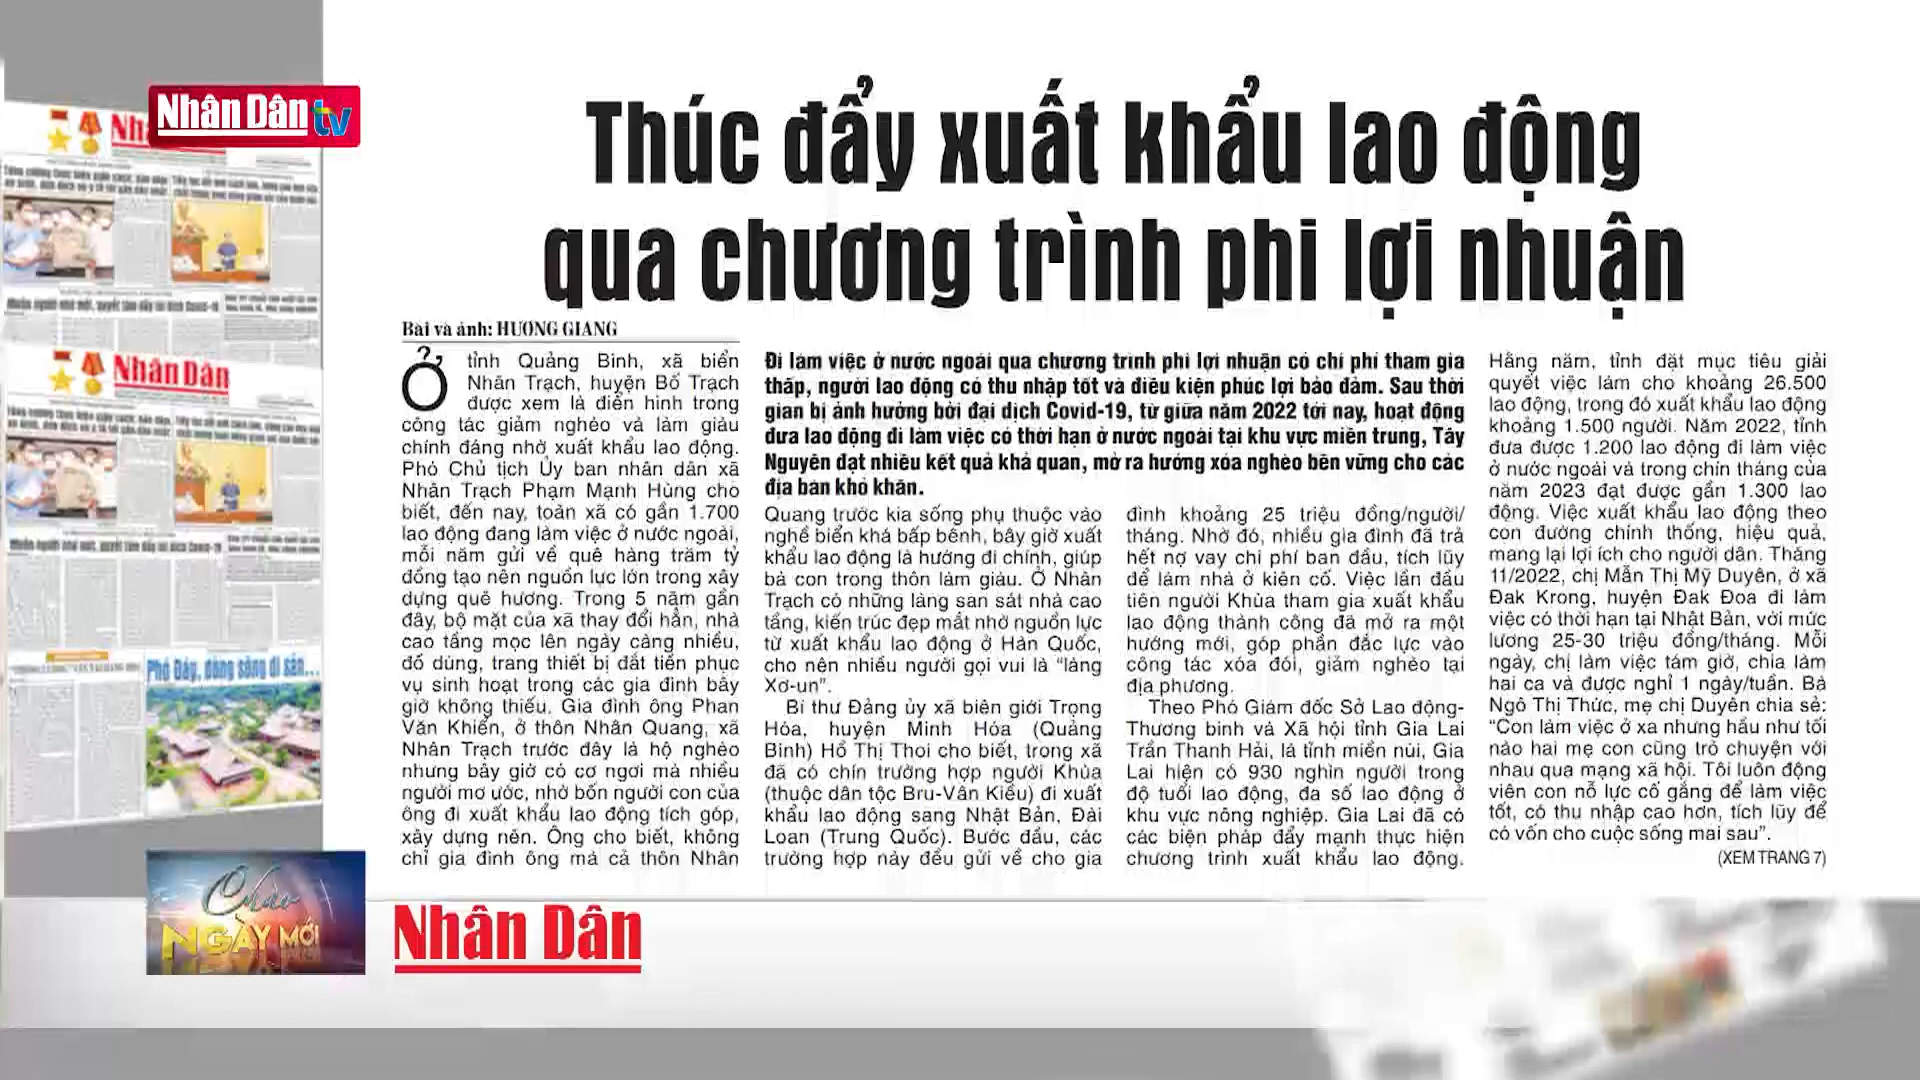 Nhân Dân tv
Thúc đẩy xuất khẩu lao động
qua chương trình phi lợi nhuận
Bài và ảnh: HƯƠNG GIANG
Ở tỉnh Quảng Bình, xã biển
Nhân Trạch, huyện Bố Trạch
được xem là điển hình trong
công tác giảm nghèo và làm giàu
chính đáng nhờ xuất khẩu lao động.
Phó Chủ tịch Ủy ban nhân dân xã
Nhân Trạch Phạm Mạnh Hùng cho
biết, đến nay, toàn xã có gần 1.700
lao động đang làm việc ở nước ngoài,
mỗi năm gửi về quê hàng trăm tỷ
đồng tạo nên nguồn lực lớn trong xây
dựng quê hương. Trong 5 năm gần
đây, bộ mặt của xã thay đổi hẳn, nhà
cao tầng mọc lên ngày càng nhiều,
đồ dùng, trang thiết bị đắt tiền phục
vụ sinh hoạt trong các gia đình bây
giờ không thiếu. Gia đình ông Phan
Văn Khiến, ở thôn Nhân Quang, xã
Nhân Trạch trước đây là hộ nghèo
nhưng bây giờ có cơ ngơi mà nhiều
người mơ ước, nhờ bốn người con của
ông đi xuất khẩu lao động tích góp,
xây dựng nên. Ông cho biết, không
chỉ gia đình ông mà cả thôn Nhân
Đi làm việc ở nước ngoài qua chương trình phi lợi nhuận có chi phí tham gia
thấp, người lao động có thu nhập tốt và điều kiện phúc lợi bảo đảm. Sau thời
gian bị ảnh hưởng bởi đại dịch Covid-19, từ giữa năm 2022 tới nay, hoạt động
đưa lao động đi làm việc có thời hạn ở nước ngoài tại khu vực miền trung, Tây
Nguyên đạt nhiều kết quả khả quan, mở ra hướng xóa nghèo bền vững cho các
địa bàn khó khăn.
Quang trước kia sống phụ thuộc vào
nghề biển khá bấp bênh, bây giờ xuất
khẩu lao động là hướng đi chính, giúp
bà con trong thôn làm giàu. Ở Nhân
Trạch có những làng san sát nhà cao
tầng, kiến trúc đẹp mắt nhờ nguồn lực
từ xuất khẩu lao động ở Hàn Quốc,
cho nên nhiều người gọi vui là “làng
Xơ-un”.
Bí thư Đảng ủy xã biên giới Trọng
Hóa, huyện Minh Hóa (Quảng
Bình) Hồ Thị Thoi cho biết, trong xã
đã có chín trường hợp người Khùa
(thuộc dân tộc Bru-Vân Kiều) đi xuất
khẩu lao động sang Nhật Bản, Đài
Loan (Trung Quốc). Bước đầu, các
trường hợp này đều gửi về cho gia
đình khoảng 25 triệu đồng/người/
tháng. Nhờ đó, nhiều gia đình đã trả
hết nợ vay chi phí ban đầu, tích lũy
để làm nhà ở kiên cố. Việc lần đầu
tiên người Khùa tham gia xuất khẩu
lao động thành công đã mở ra một
hướng mới, góp phần đắc lực vào
công tác xóa đói, giảm nghèo tại
địa phương.
Theo Phó Giám đốc Sở Lao động-
Thương binh và Xã hội tỉnh Gia Lai
Trần Thanh Hải, là tỉnh miền núi, Gia
Lai hiện có 930 nghìn người trong
độ tuổi lao động, đa số lao động ở
khu vực nông nghiệp. Gia Lai đã có
các biện pháp đẩy mạnh thực hiện
chương trình xuất khẩu lao động.
Hằng năm, tỉnh đặt mục tiêu giải
quyết việc làm cho khoảng 26.500
lao động, trong đó xuất khẩu lao động
khoảng 1.500 người. Năm 2022, tỉnh
đưa được 1.200 lao động đi làm việc
ở nước ngoài và trong chín tháng của
năm 2023 đạt được gần 1.300 lao
động. Việc xuất khẩu lao động theo
con đường chính thống, hiệu quả,
mang lại lợi ích cho người dân. Tháng
11/2022, chị Mẫn Thị Mỹ Duyên, ở xã
Đak Krong, huyện Đak Đoa đi làm
việc có thời hạn tại Nhật Bản, với mức
lương 25-30 triệu đồng/tháng. Mỗi
ngày, chị làm việc tám giờ, chia làm
hai ca và được nghỉ 1 ngày/tuần. Bà
Ngô Thị Thức, mẹ chị Duyên chia sẻ:
“Con làm việc ở xa nhưng hầu như tối
nào hai mẹ con cũng trò chuyện với
nhau qua mạng xã hội. Tôi luôn động
viên con nỗ lực cố gắng để làm việc
tốt, có thu nhập cao hơn, tích lũy để
có vốn cho cuộc sống mai sau”.
(XEM TRANG 7)
Nhân Dân
Phố Đáy, dòng sông di sản...
Chào
NGÀY MỚI
Nhân Dân